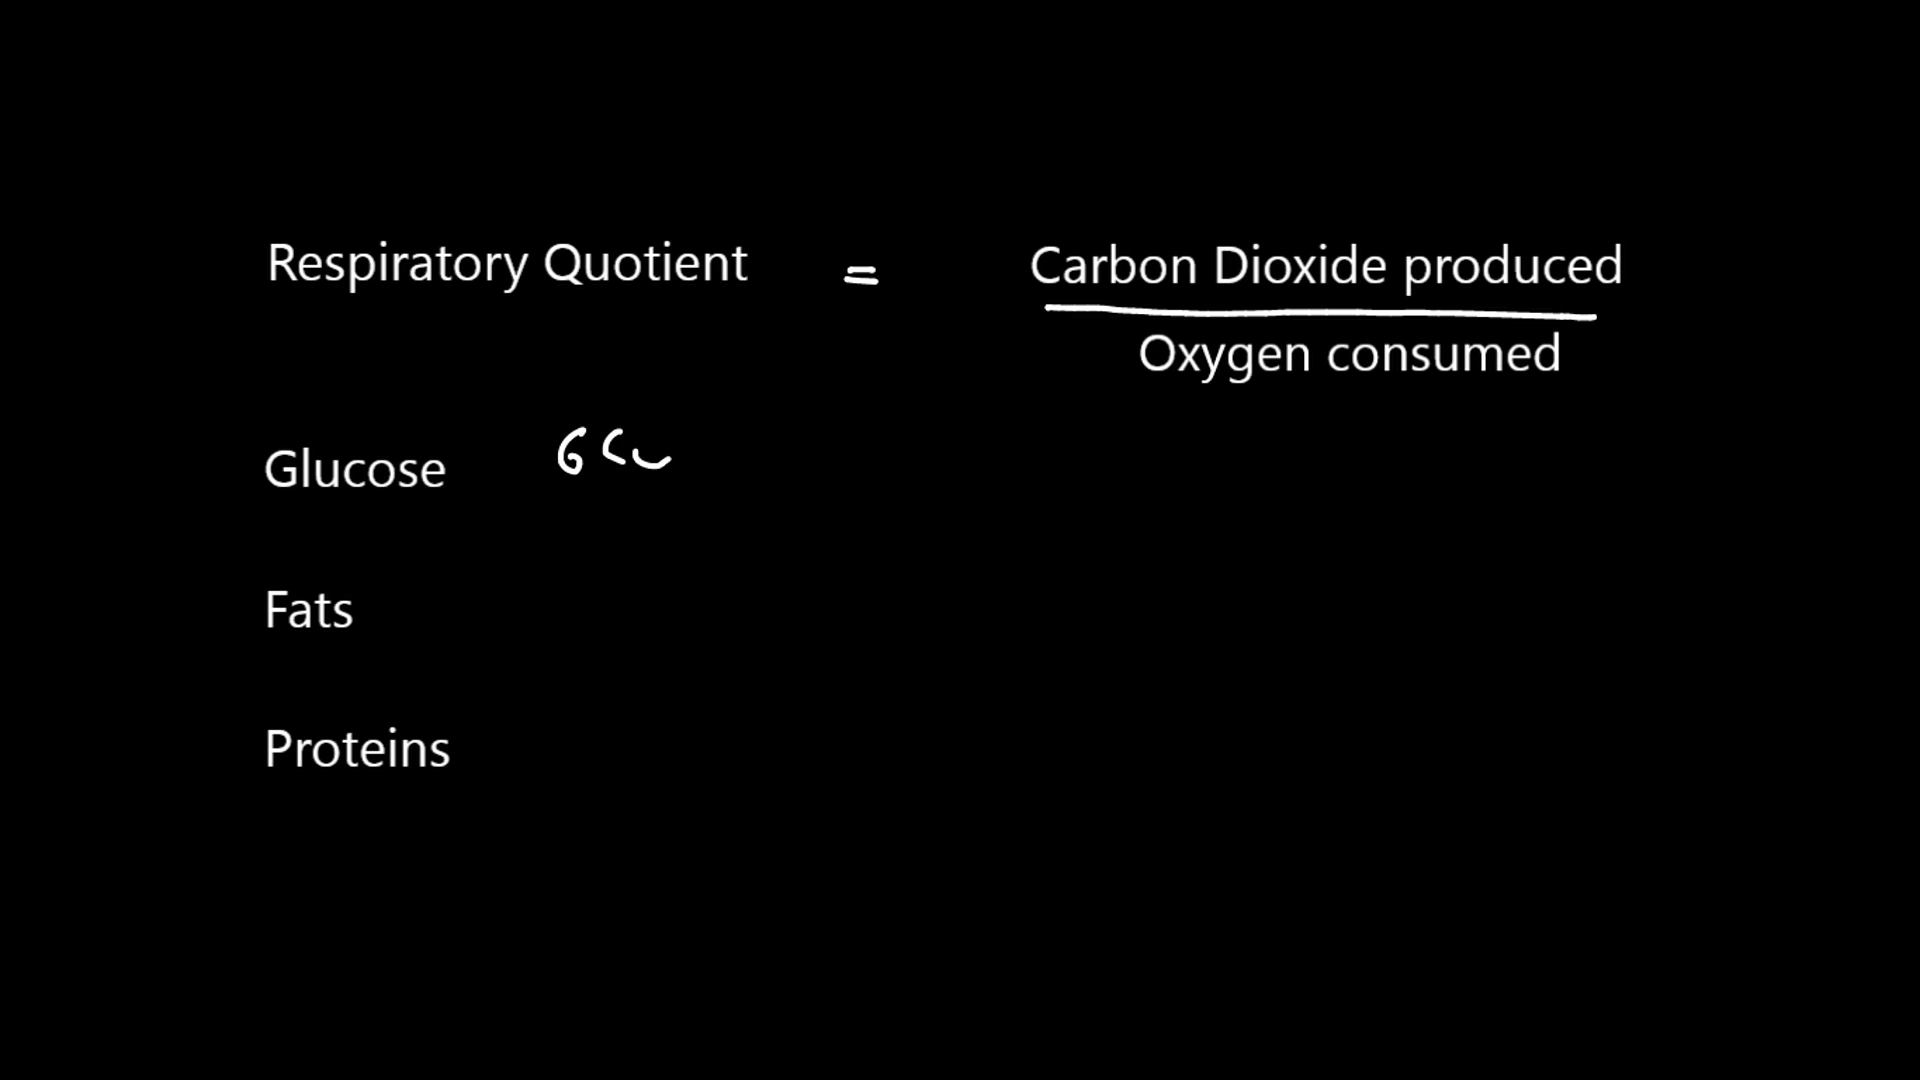 Respiratory Quotient = Carbon Dioxide produced
Oxygen consumed
Glucose 6
Fats
Proteins